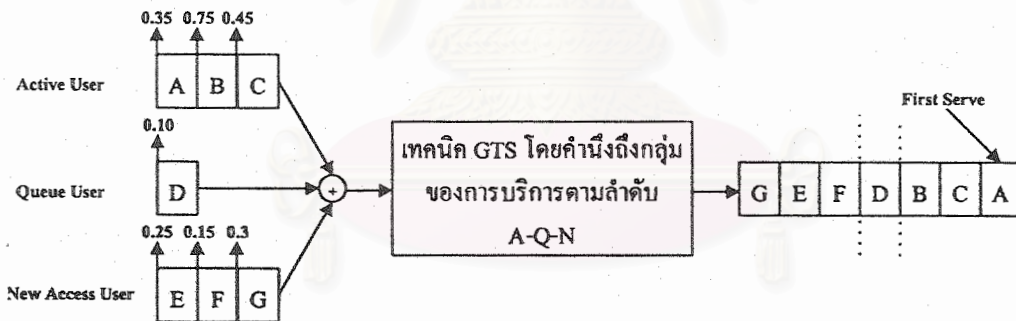 0.35 0.75 0.45
Active User
A B C
0.10
Queue User
D
+
0.25 0.15 0.3
New Access User
E F G
เทคนิค GTS โดยคำนึงถึงกลุ่ม
ของการบริการตามลำดับ
A-Q-N
First Serve
G E F D B C A